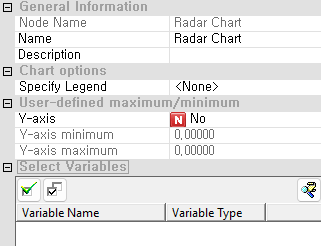 General Information
Node Name Radar Chart
Name Radar Chart
Description
Chart options
Specify Legend <None>
User-defined maximum/minimum
Y-axis N No
Y-axis minimum 0,00000
Y-axis maximum 0,00000
Select Variables
Variable Name Variable Type